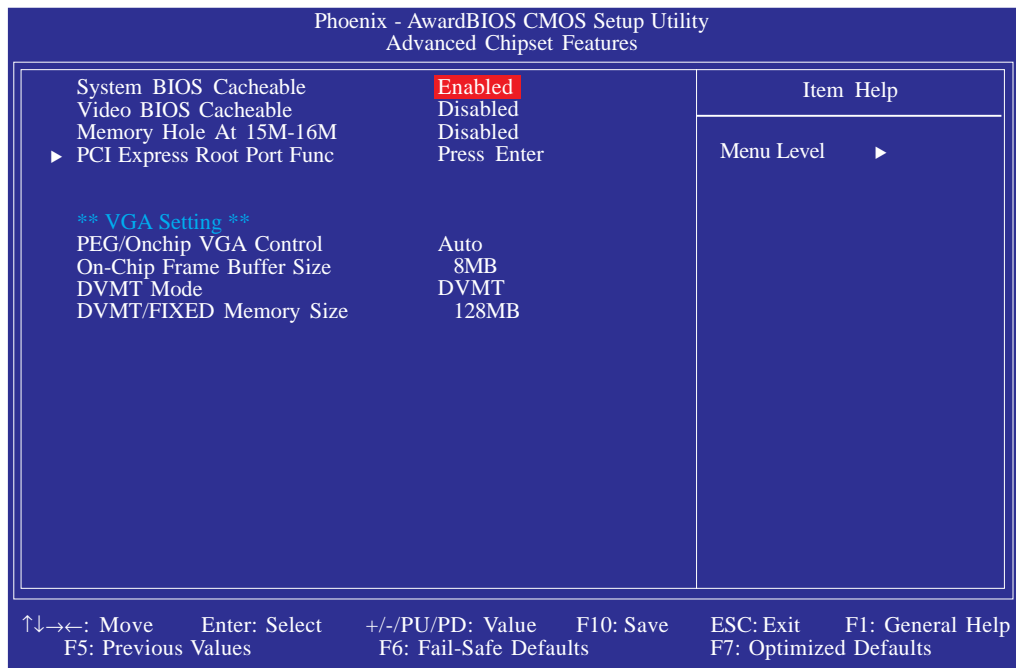 Phoenix - AwardBIOS CMOS Setup Utility
Advanced Chipset Features
System BIOS Cacheable Enabled
Video BIOS Cacheable Disabled
Memory Hole At 15M-16M Disabled
▶ PCI Express Root Port Func Press Enter
** VGA Setting **
PEG/Onchip VGA Control Auto
On-Chip Frame Buffer Size 8MB
DVMT Mode DVMT
DVMT/FIXED Memory Size 128MB
Item Help
Menu Level ▶
↑↓→←: Move Enter: Select +/-/PU/PD: Value F10: Save ESC: Exit F1: General Help
F5: Previous Values F6: Fail-Safe Defaults F7: Optimized Defaults